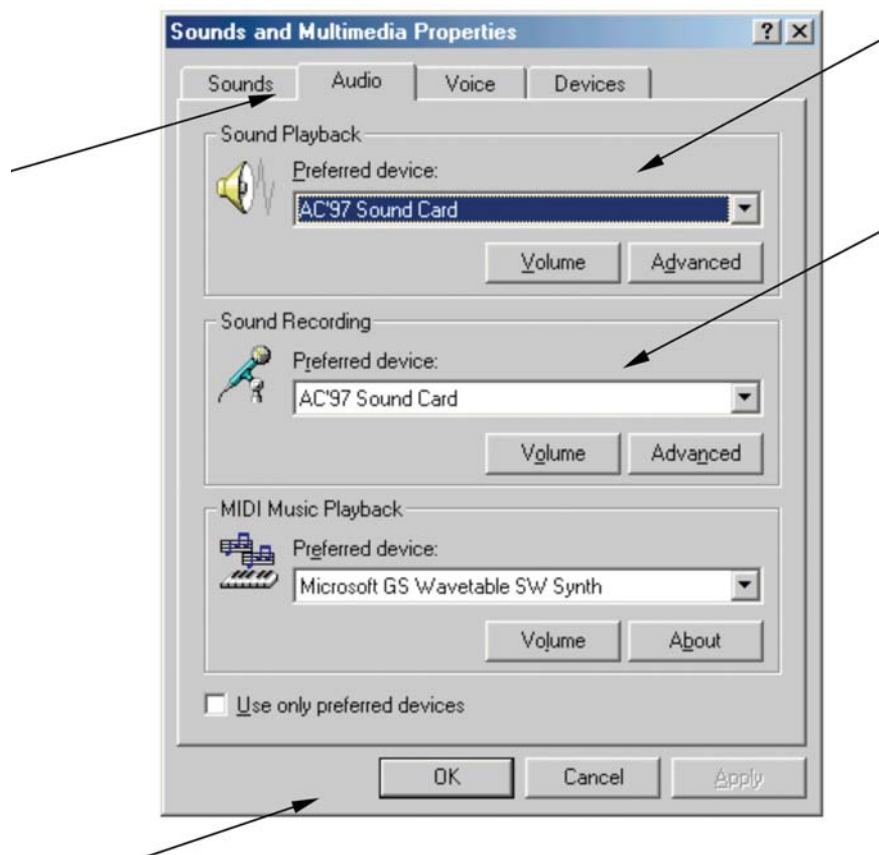 Sounds and Multimedia Properties
Sounds Audio Voice Devices
Sound Playback
Preferred device:
AC'97 Sound Card
Volume Advanced
Sound Recording
Preferred device:
AC'97 Sound Card
Volume Advanced
MIDI Music Playback
Preferred device:
Microsoft GS Wavetable SW Synth
Volume About
Use only preferred devices
OK Cancel Apply